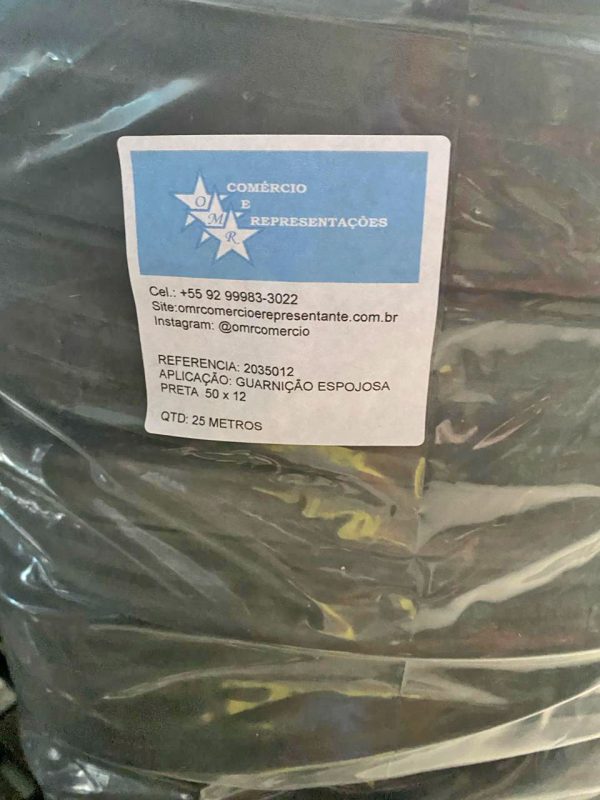 O M R
COMÉRCIO
E
REPRESENTAÇÕES
Cel.: +55 92 99983-3022
Site:omrcomercioerepresentante.com.br
Instagram: @omrcomercio
REFERENCIA: 2035012
APLICAÇÃO: GUARNIÇÃO ESPOJOSA
PRETA 50 x 12
QTD: 25 METROS